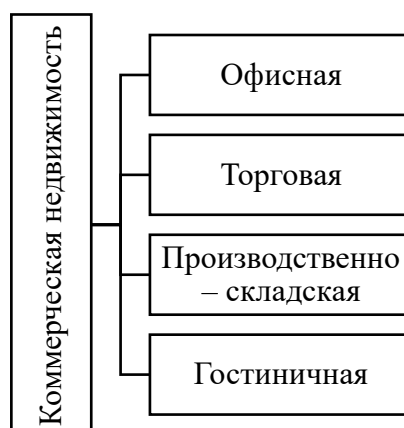 Коммерческая недвижимость
Офисная
Торговая
Производственно
– складская
Гостиничная